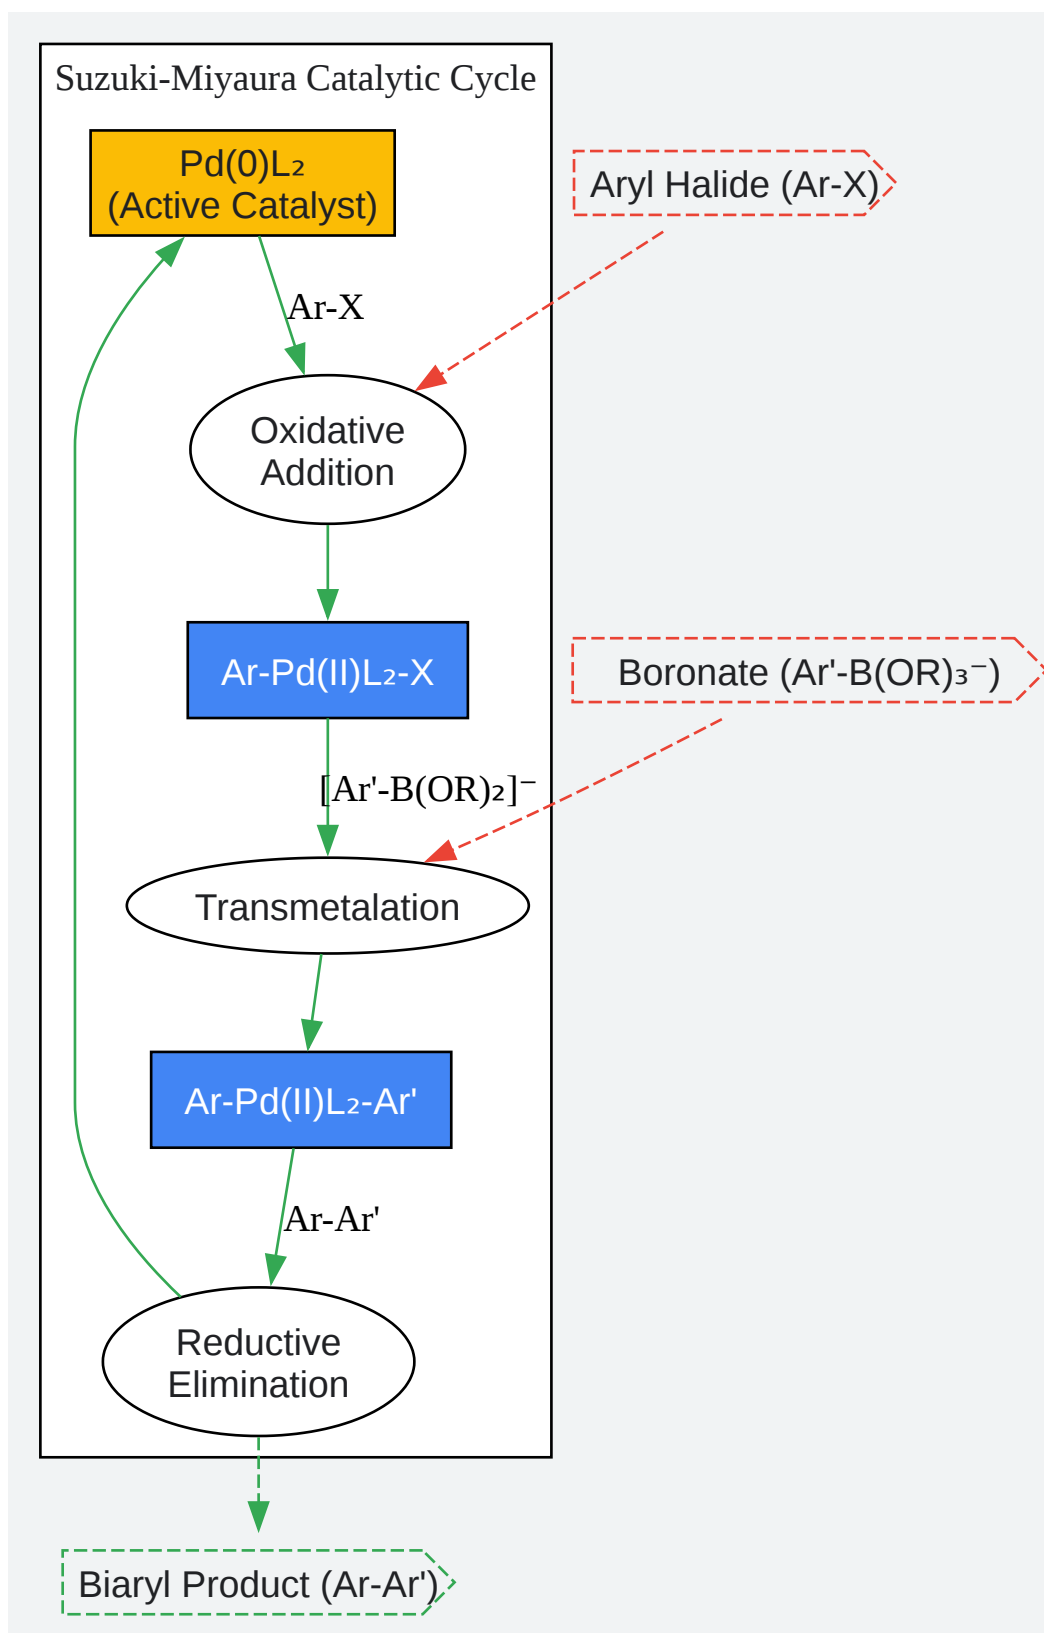 Suzuki-Miyaura Catalytic Cycle
Pd(0)L₂
(Active Catalyst)
Aryl Halide (Ar-X)
Ar-X
Oxidative
Addition
Ar-Pd(II)L₂-X
Boronate (Ar'-B(OR)₃⁻)
[Ar'-B(OR)₂]⁻
Transmetalation
Ar-Pd(II)L₂-Ar'
Ar-Ar'
Reductive
Elimination
Biaryl Product (Ar-Ar')